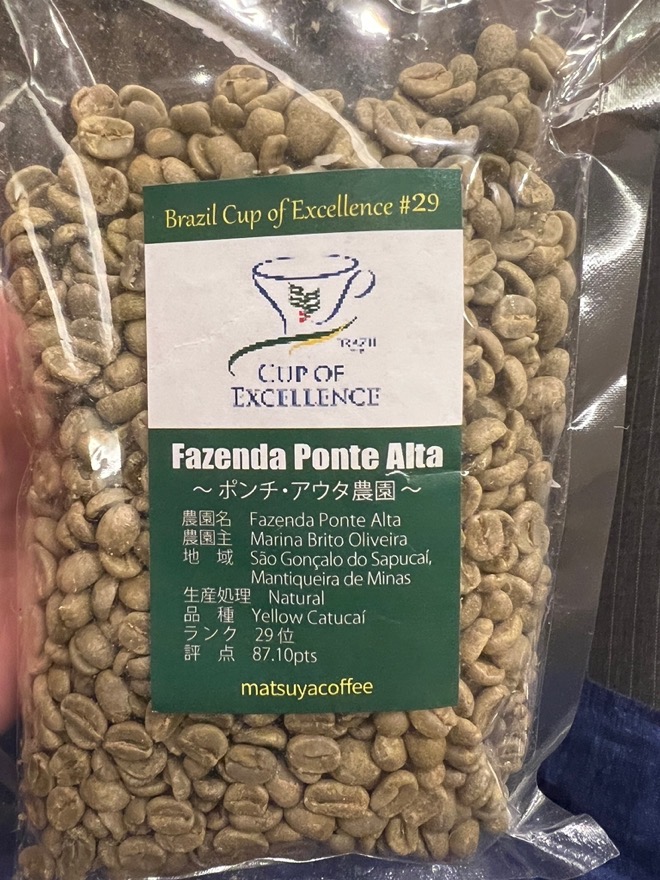 Brazil Cup of Excellence #29
BRAZIL
CUP OF
EXCELLENCE
Fazenda Ponte Alta
～ ポンチ・アウタ農園 ～
農園名 Fazenda Ponte Alta
農園主 Marina Brito Oliveira
地 域 São Gonçalo do Sapucaí,
Mantiqueira de Minas
生産処理 Natural
品 種 Yellow Catucaí
ランク 29 位
評 点 87.10pts
matsuyacoffee